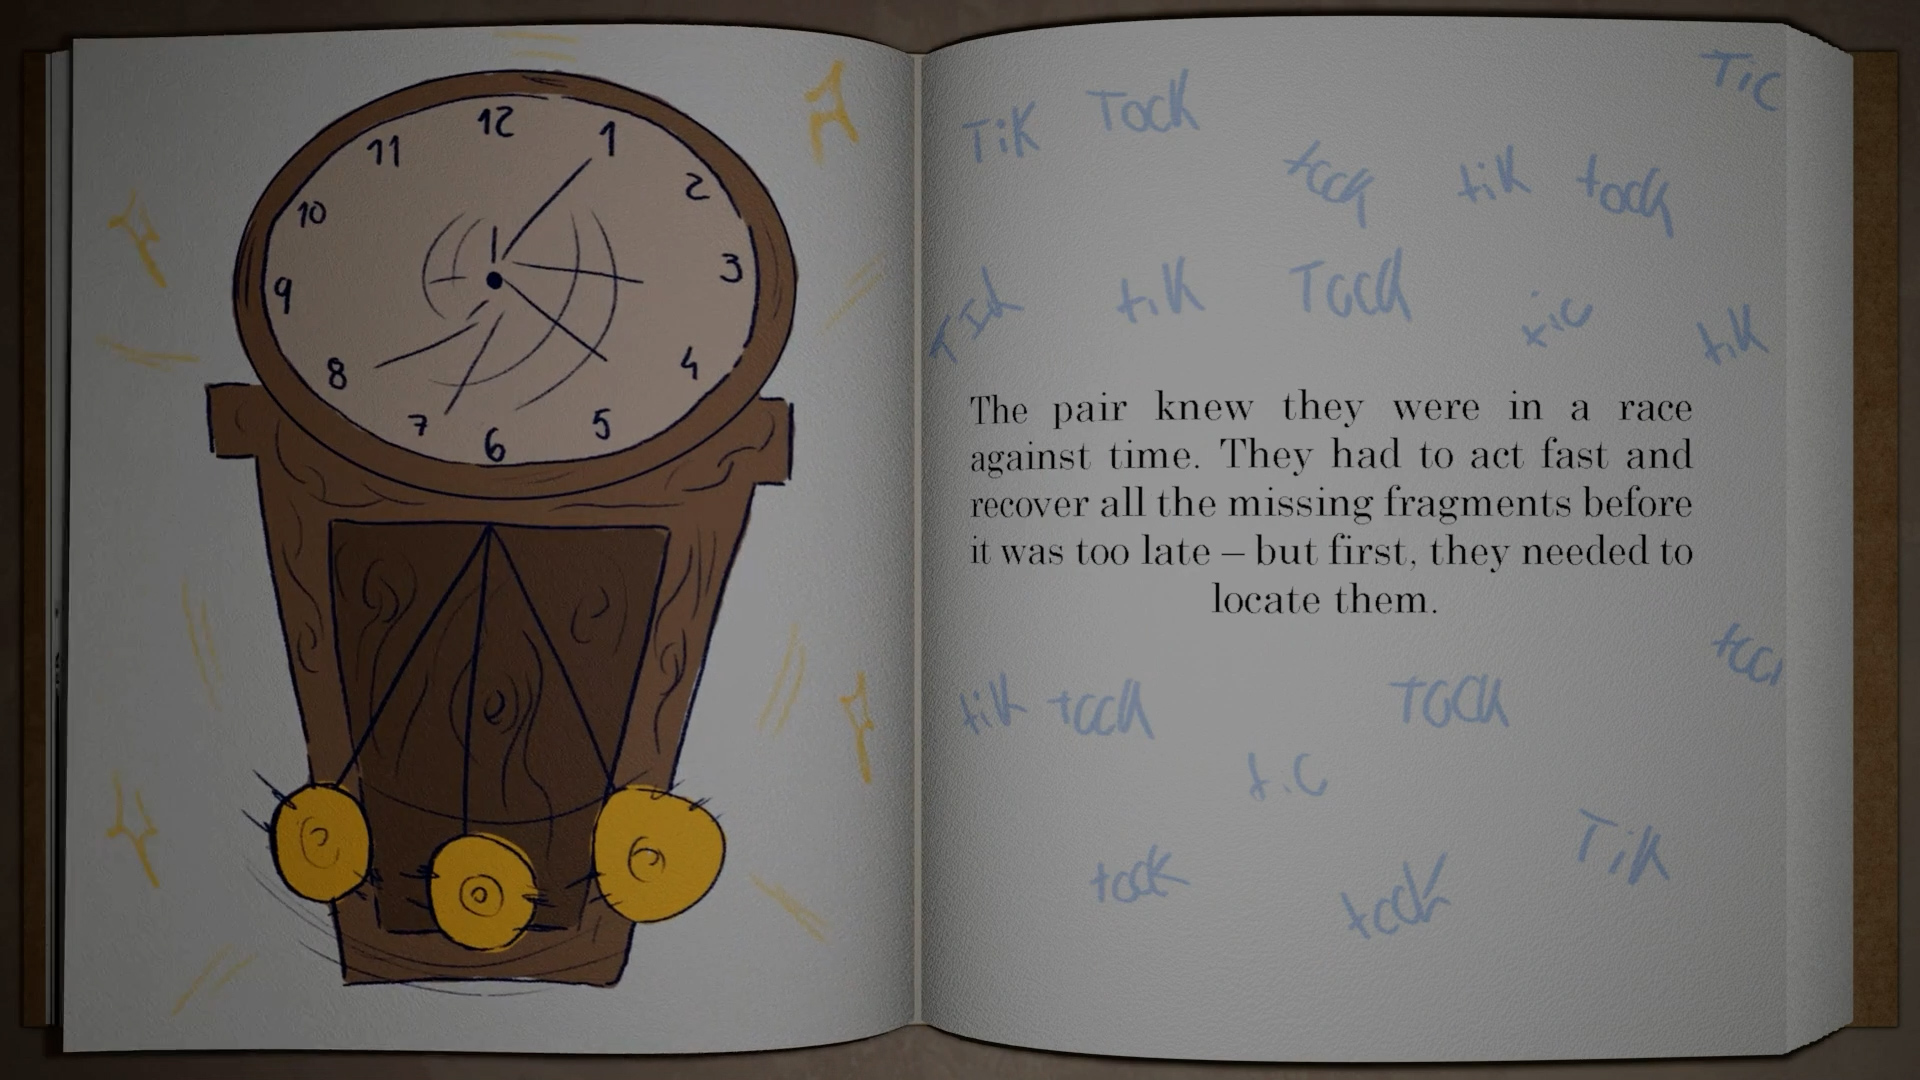 12
11 1
10 2
9 3
8 4
7 5
6
TiK Tock TiC
tock tik tock
tik Tock tic tik
The pair knew they were in a race
against time. They had to act fast and
recover all the missing fragments before
it was too late – but first, they needed to
locate them.
tik tock Tock
t.c
TiK
tock tock